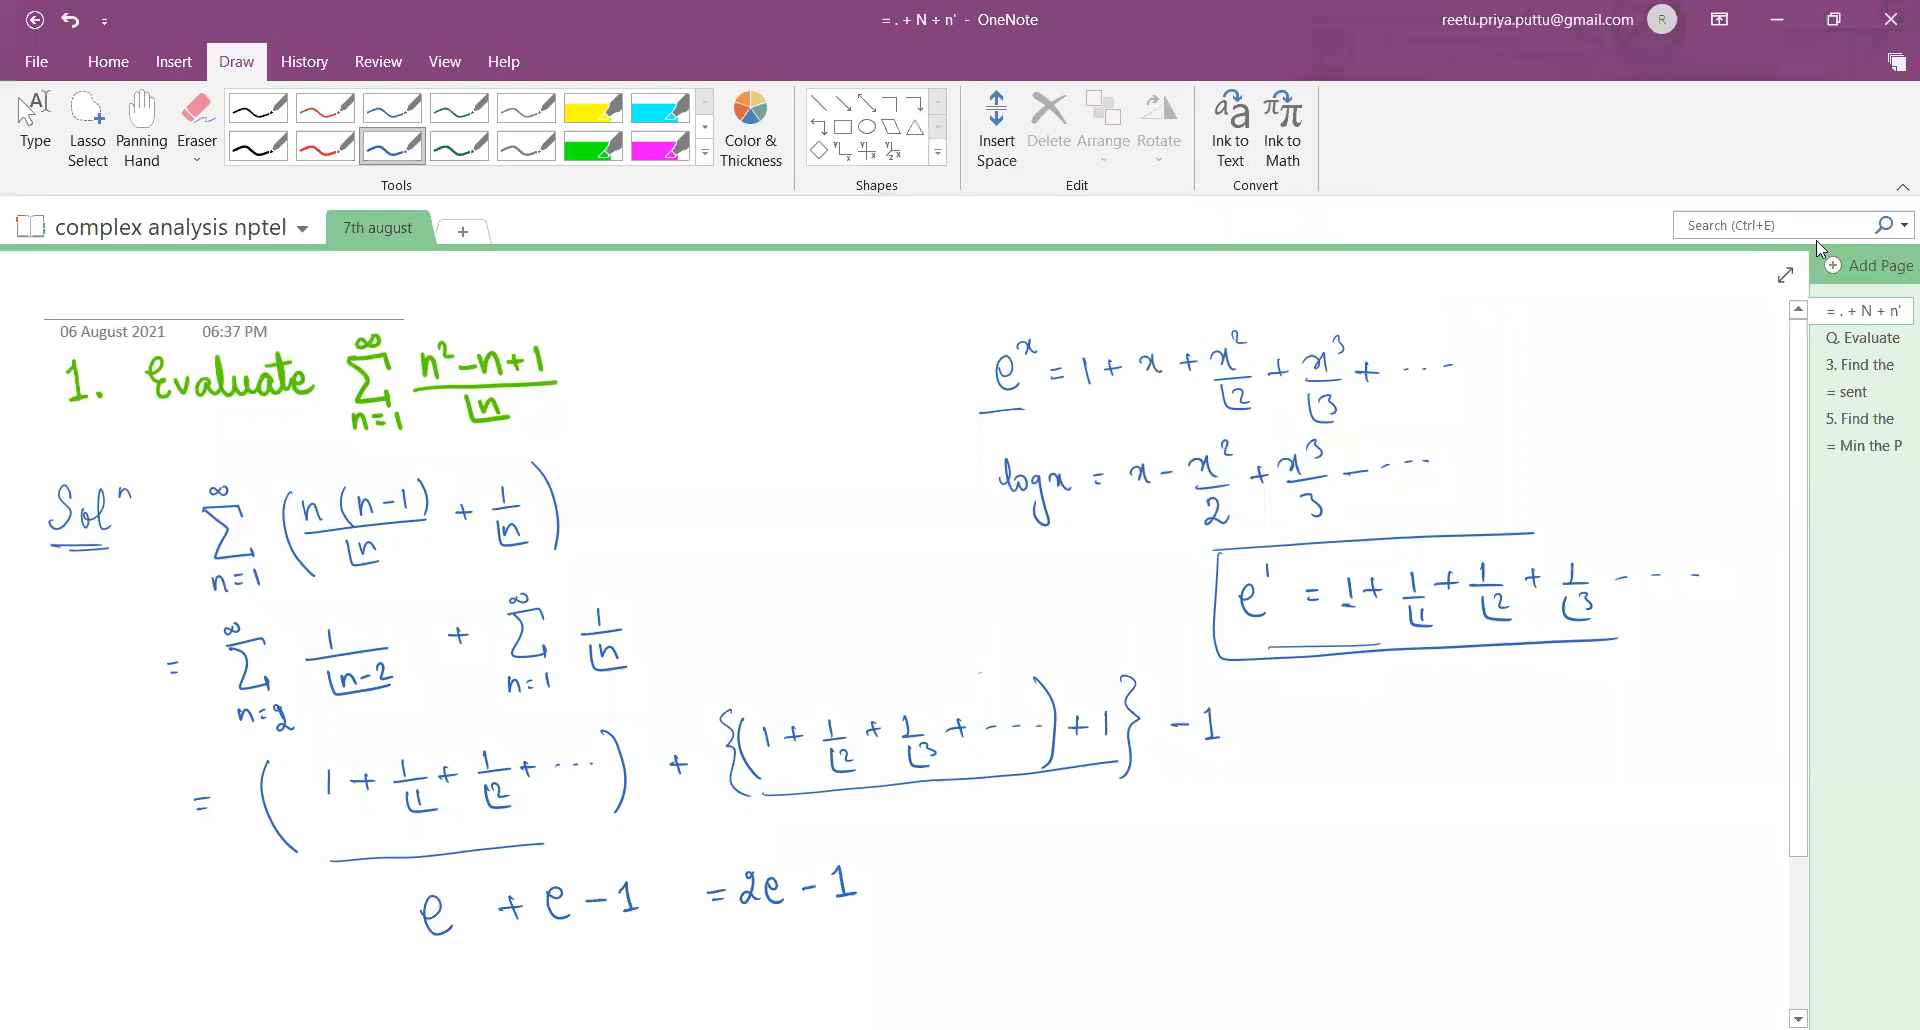 = . + N + n' - OneNote
reetu.priya.puttu@gmail.com R
File Home Insert Draw History Review View Help
Type Lasso Select Panning Hand Eraser Color & Thickness Insert Space Delete Arrange Rotate Ink to Text Ink to Math
Tools Shapes Edit Convert
complex analysis nptel 7th august + Search (Ctrl+E)
Add Page
= . + N + n'
Q. Evaluate
3. Find the
= sent
5. Find the
= Min the P
06 August 2021 06:37 PM
1. Evaluate ∑_{n=1}^{∞} (n² - n + 1)/⌊n
Solⁿ ∑_{n=1}^{∞} ( n(n-1)/⌊n + 1/⌊n )
= ∑_{n=2}^{∞} 1/⌊n-2 + ∑_{n=1}^{∞} 1/⌊n
= ( 1 + 1/⌊1 + 1/⌊2 + ... ) + {( 1 + 1/⌊2 + 1/⌊3 + ---- ) + 1} - 1
e + e - 1 = 2e - 1
e^x = 1 + x + x²/⌊2 + x³/⌊3 + ----
log x = x - x²/2 + x³/3 - ----
e^1 = 1 + 1/⌊1 + 1/⌊2 + 1/⌊3 ----